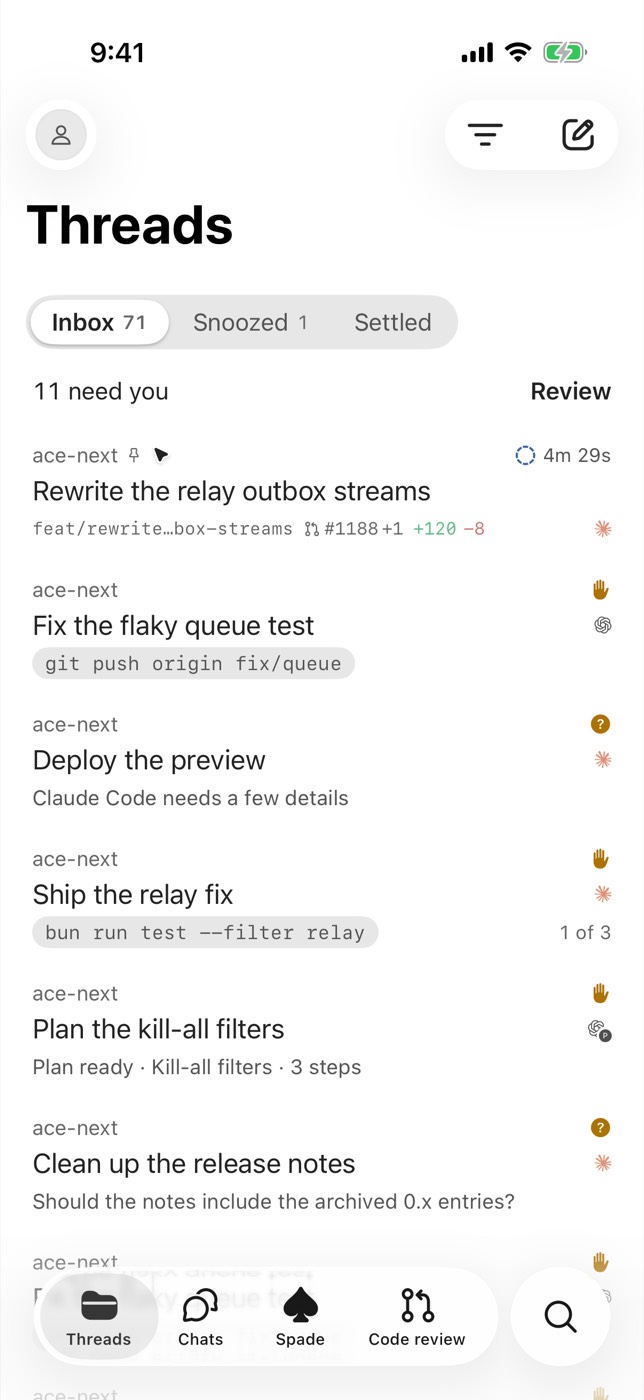 9:41
Threads
Inbox 71 Snoozed 1 Settled
11 need you Review
ace-next 4m 29s
Rewrite the relay outbox streams
feat/rewrite…box-streams #1188 +1 +120 −8
ace-next
Fix the flaky queue test
git push origin fix/queue
ace-next ?
Deploy the preview
Claude Code needs a few details
ace-next
Ship the relay fix
bun run test --filter relay 1 of 3
ace-next
Plan the kill-all filters
P
Plan ready · Kill-all filters · 3 steps
ace-next ?
Clean up the release notes
Should the notes include the archived 0.x entries?
ace-next
Threads Chats Spade Code review
ace-next